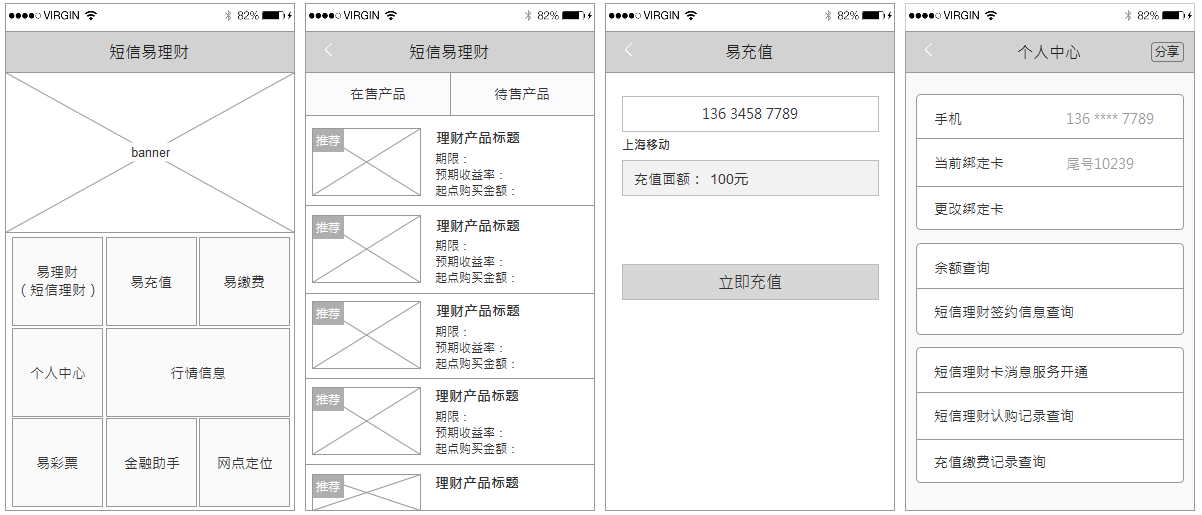 VIRGIN 82%
短信易理财
banner
易理财
（短信理财）
易充值
易缴费
个人中心
行情信息
易彩票
金融助手
网点定位
VIRGIN 82%
短信易理财
在售产品 待售产品
推荐
理财产品标题
期限：
预期收益率：
起点购买金额：
推荐
理财产品标题
期限：
预期收益率：
起点购买金额：
推荐
理财产品标题
期限：
预期收益率：
起点购买金额：
推荐
理财产品标题
期限：
预期收益率：
起点购买金额：
推荐
理财产品标题
VIRGIN 82%
易充值
136 3458 7789
上海移动
充值面额： 100元
立即充值
VIRGIN 82%
个人中心 分享
手机 136 **** 7789
当前绑定卡 尾号10239
更改绑定卡
余额查询
短信理财签约信息查询
短信理财卡消息服务开通
短信理财认购记录查询
充值缴费记录查询